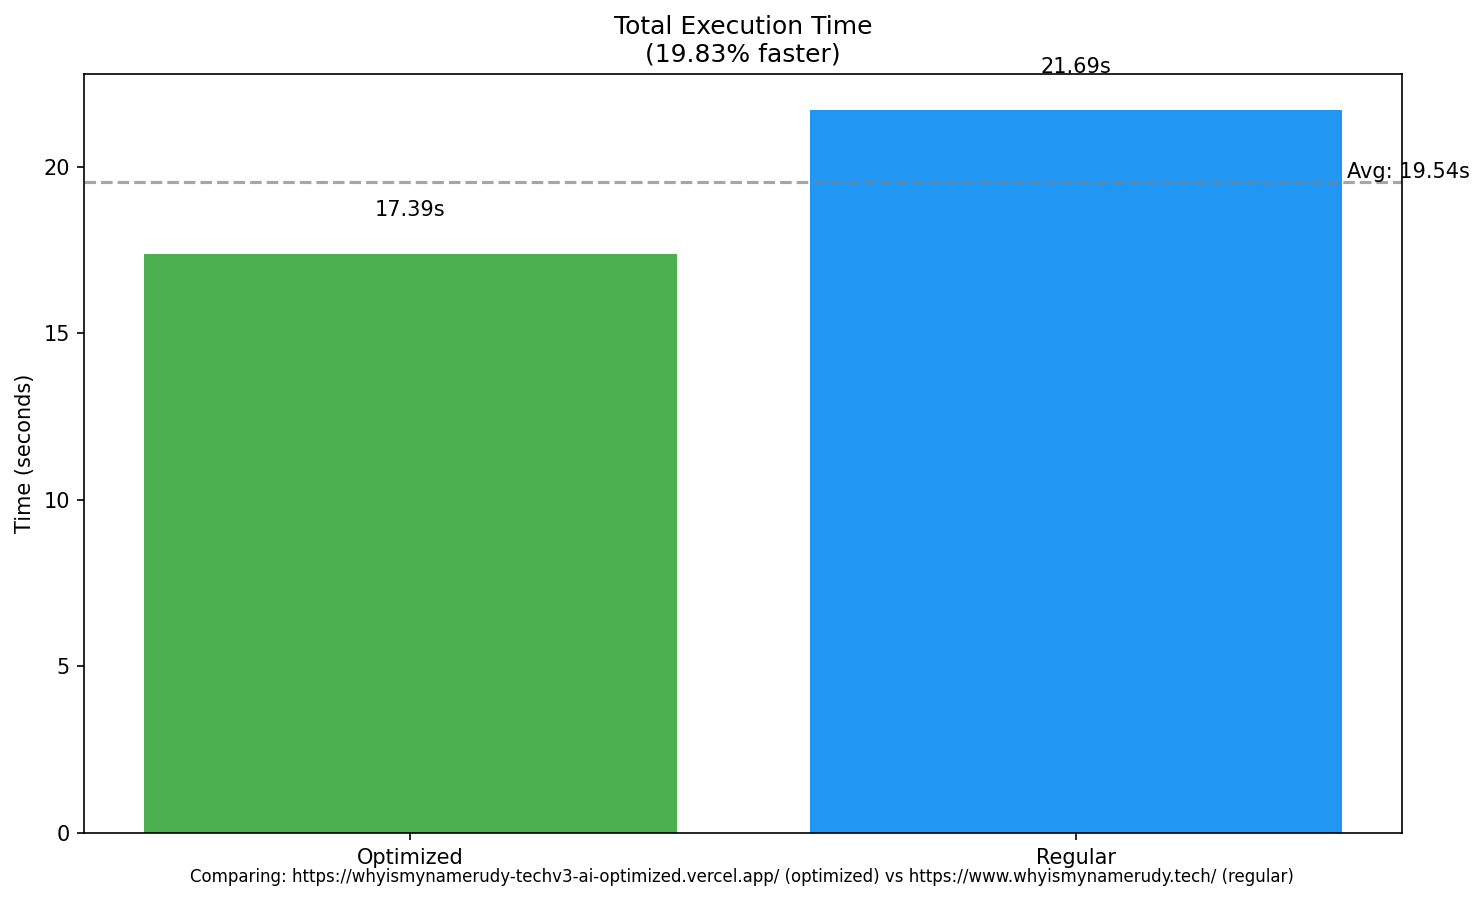 Total Execution Time
(19.83% faster)
21.69s
Avg: 19.54s
17.39s
20
15
10
5
0
Time (seconds)
Optimized
Regular
Comparing: https://whyismynamerudy-techv3-ai-optimized.vercel.app/ (optimized) vs https://www.whyismynamerudy.tech/ (regular)